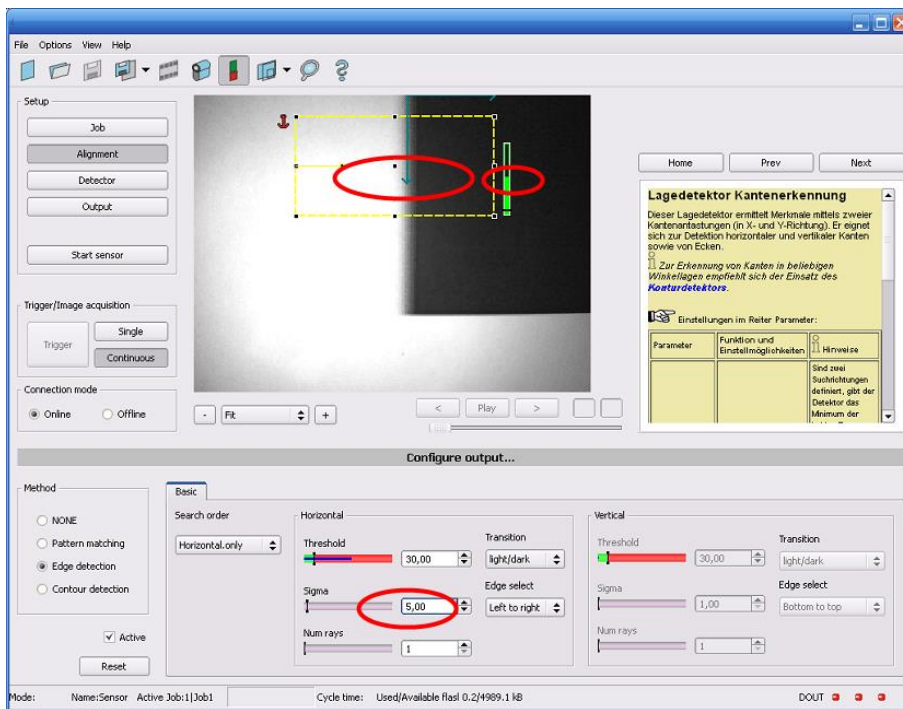 File Options View Help
Setup
Job
Alignment
Detector
Output
Start sensor
Trigger/Image acquisition
Trigger
Single
Continuous
Connection mode
Online
Offline
-
Fit
+
<
Play
>
Home
Prev
Next
Lagedetektor Kantenerkennung
Dieser Lagedetektor ermittelt Merkmale mittels zweier
Kantenantastungen (in X- und Y-Richtung). Er eignet
sich zur Detektion horizontaler und vertikaler Kanten
sowie von Ecken.
Zur Erkennung von Kanten in beliebigen
Winkellagen empfiehlt sich der Einsatz des
Konturdetektors.
Einstellungen im Reiter Parameter:
Parameter
Funktion und
Einstellmöglichkeiten
Hinweise
Sind zwei
Suchrichtungen
definiert, gibt der
Detektor das
Minimum der
Configure output...
Method
NONE
Pattern matching
Edge detection
Contour detection
Active
Reset
Basic
Search order
Horizontal.only
Horizontal
Threshold
30,00
Transition
light/dark
Sigma
5,00
Edge select
Left to right
Num rays
1
Vertical
Threshold
30,00
Transition
light/dark
Sigma
1,00
Edge select
Bottom to top
Num rays
1
Mode: Name:Sensor Active Job:1|Job1 Cycle time: Used/Available flasl 0.2/4989.1 kB DOUT